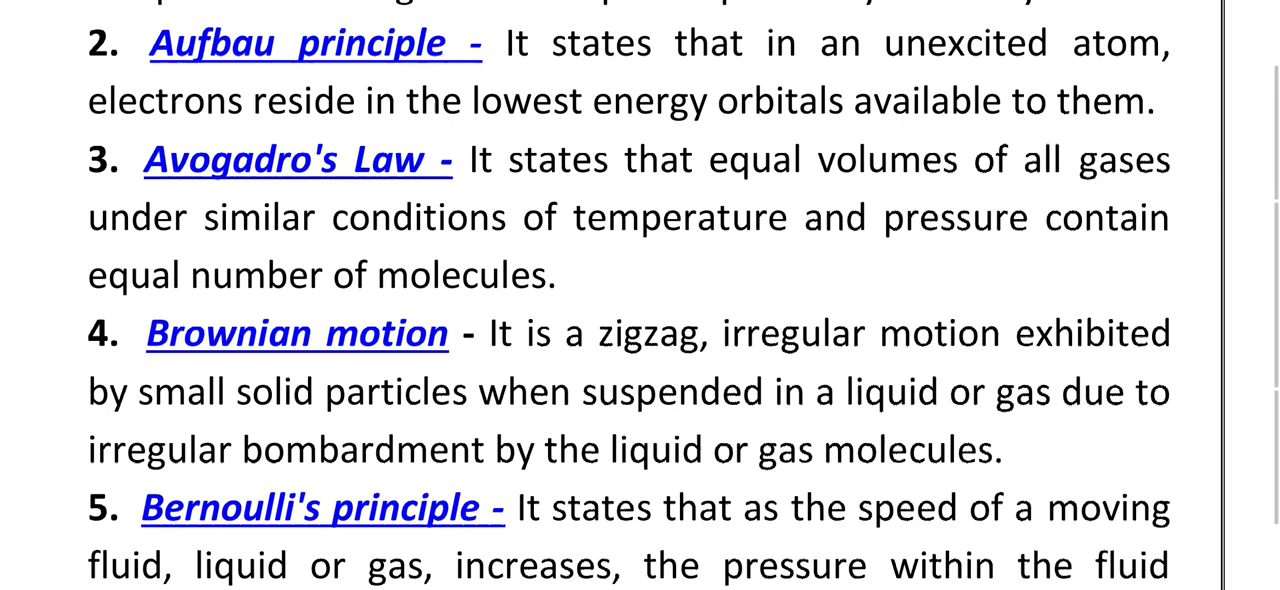 2. Aufbau principle - It states that in an unexcited atom,
electrons reside in the lowest energy orbitals available to them.
3. Avogadro's Law - It states that equal volumes of all gases
under similar conditions of temperature and pressure contain
equal number of molecules.
4. Brownian motion - It is a zigzag, irregular motion exhibited
by small solid particles when suspended in a liquid or gas due to
irregular bombardment by the liquid or gas molecules.
5. Bernoulli's principle - It states that as the speed of a moving
fluid, liquid or gas, increases, the pressure within the fluid